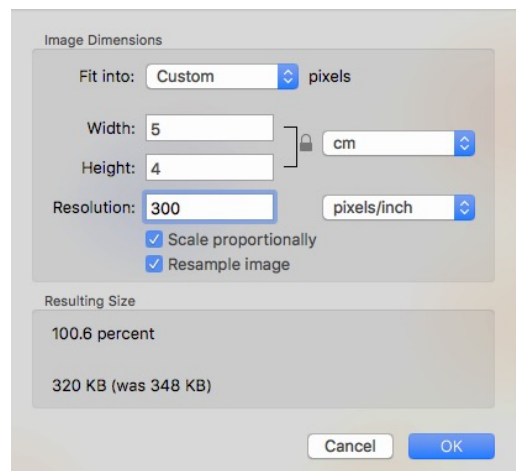 Image Dimensions
Fit into: Custom pixels
Width: 5
cm
Height: 4
Resolution: 300 pixels/inch
Scale proportionally
Resample image
Resulting Size
100.6 percent
320 KB (was 348 KB)
Cancel OK